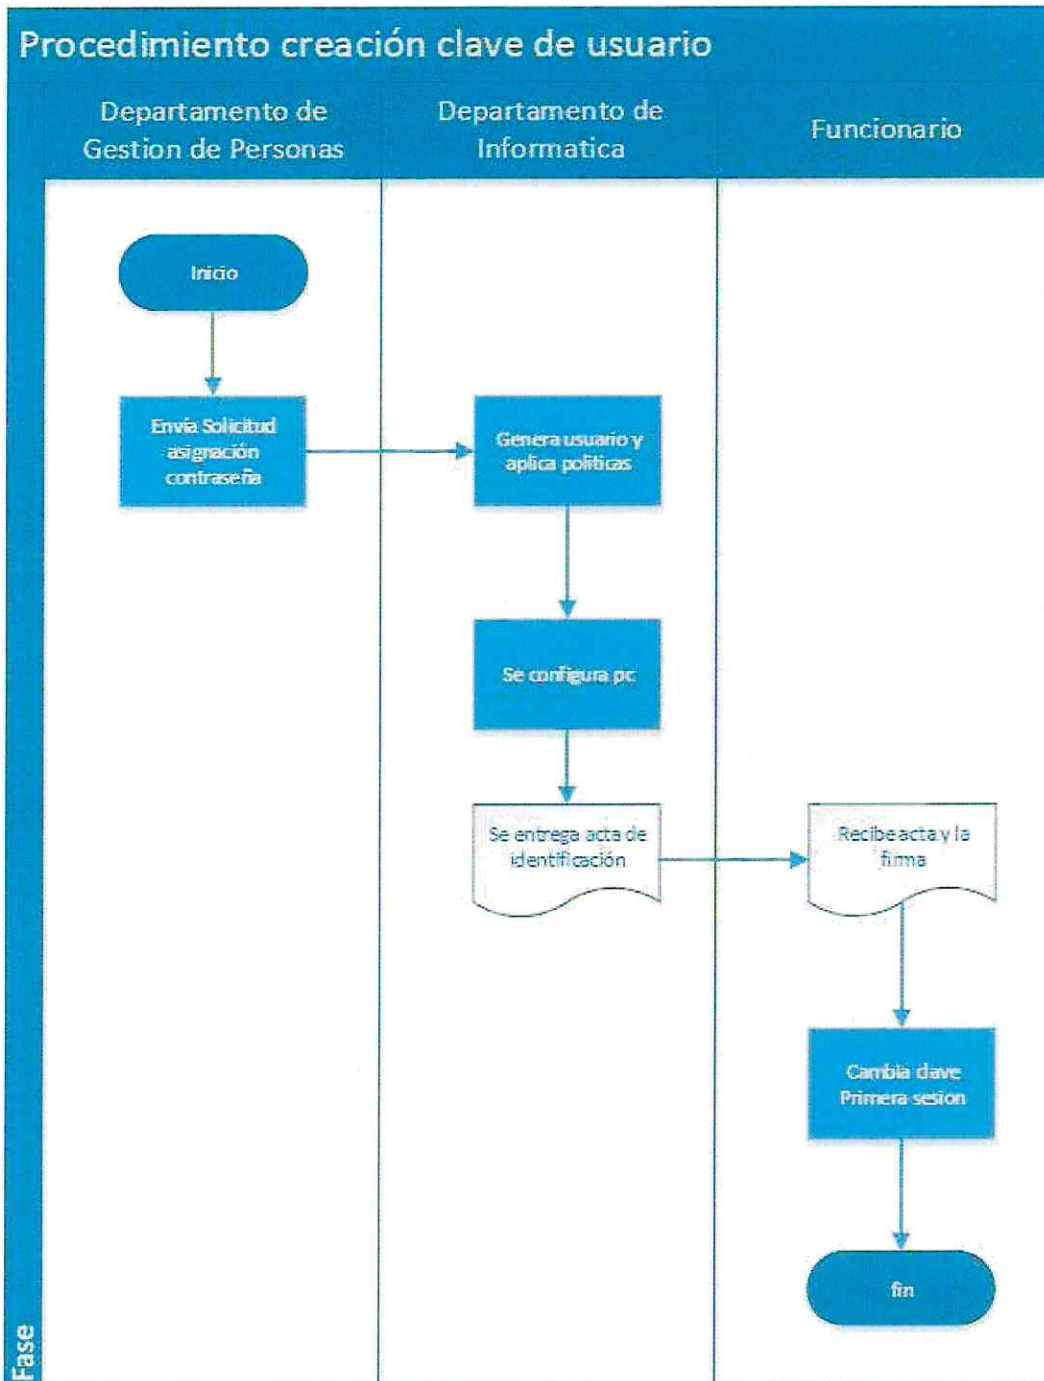 Procedimiento creación clave de usuario
Departamento de
Gestion de Personas
Departamento de
Informatica
Funcionario
Inicio
Envía Solicitud
asignación
contraseña
Genera usuario y
aplica políticas
Se configura pc
Se entrega acta de
identificación
Recibe acta y la
firma
Cambia clave
Primera sesion
fin
Fase